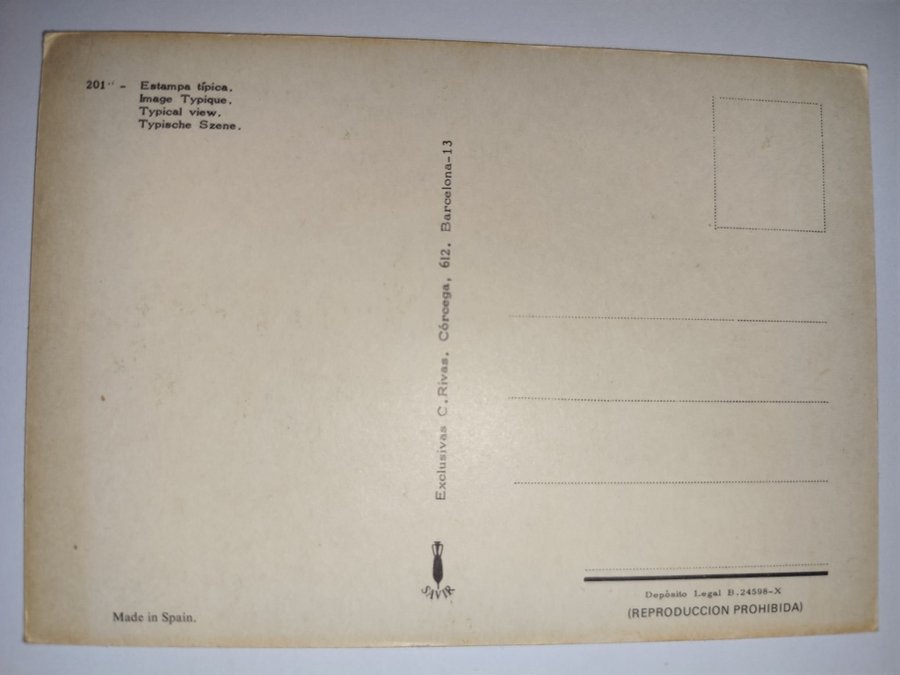 201 - Estampa típica.
Image Typique.
Typical view.
Typische Szene.
Exclusivas C. Rivas. Córcega, 612. Barcelona-13
SAVIR
Made in Spain.
Depósito Legal B.24598-X
(REPRODUCCION PROHIBIDA)